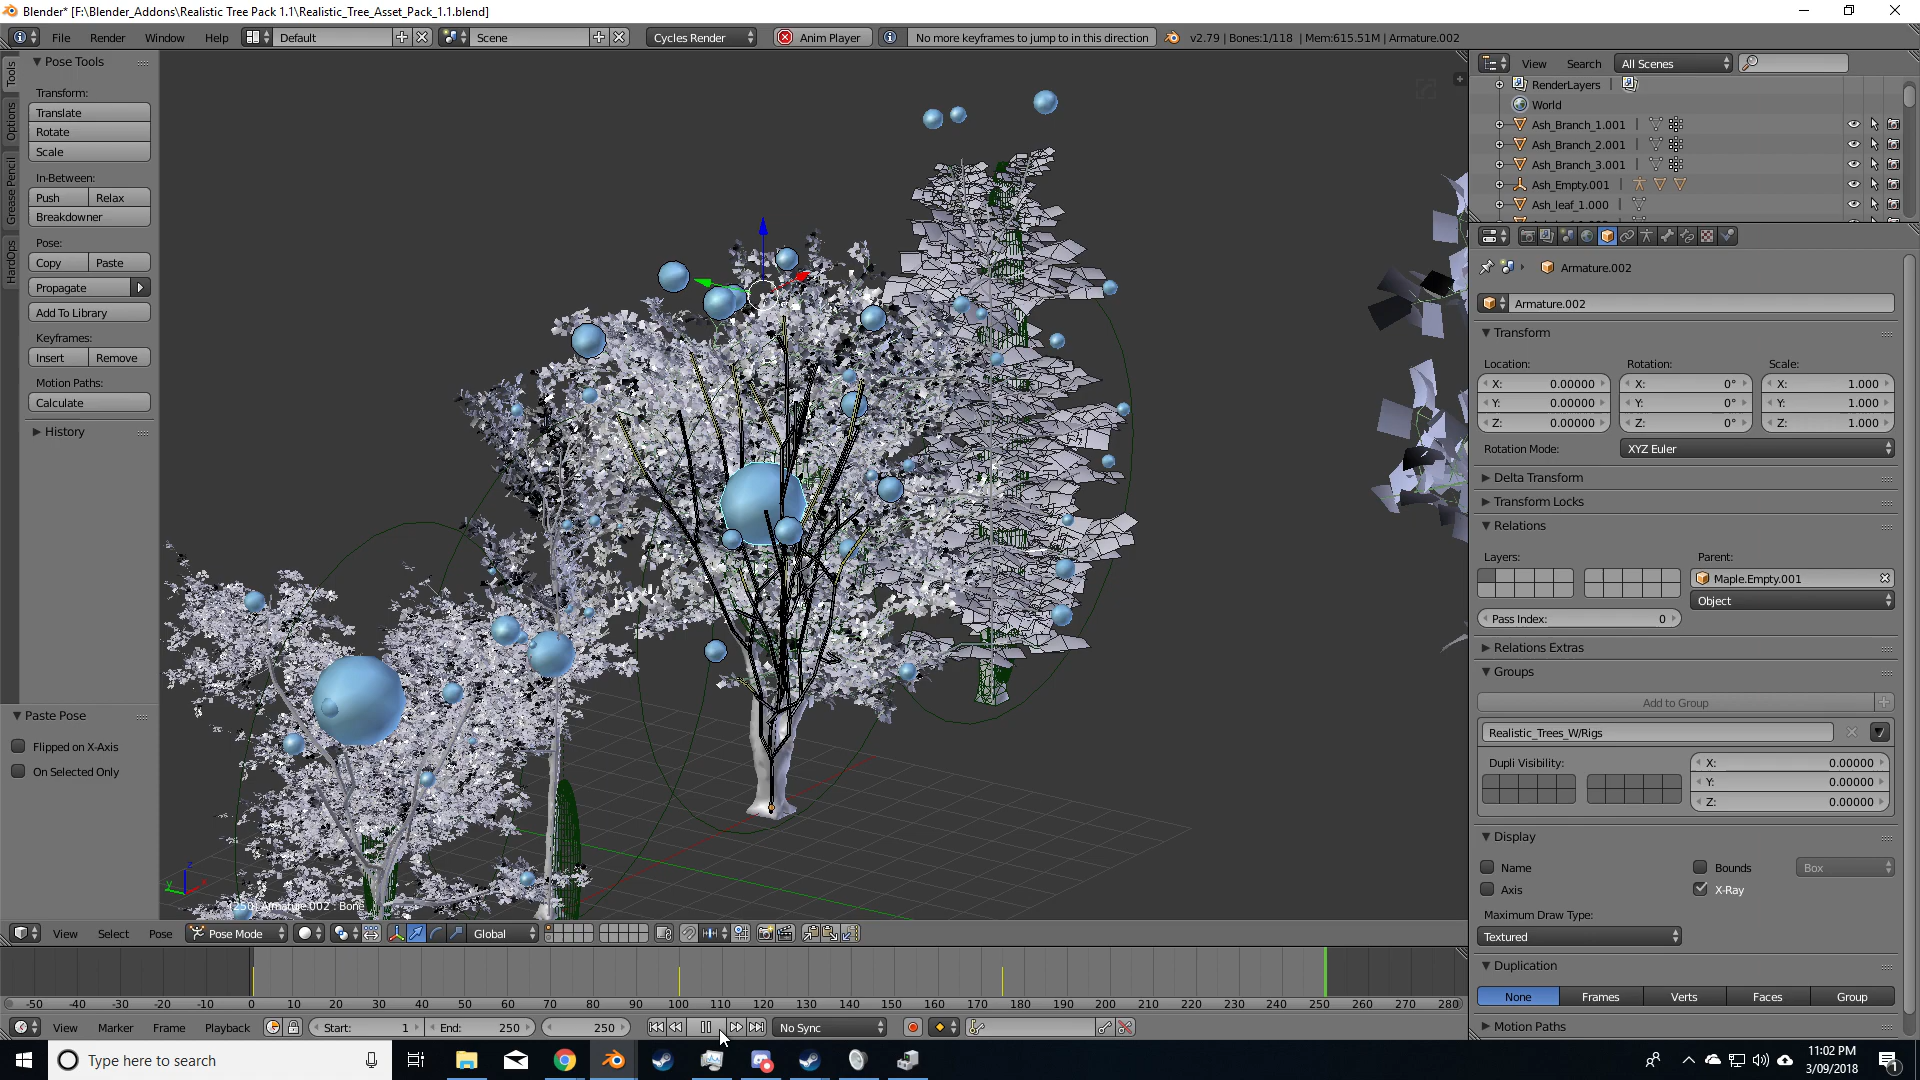 Blender* [F:\Blender_Addons\Realistic Tree Pack 1.1\Realistic_Tree_Asset_Pack_1.1.blend]
File Render Window Help Default Scene Cycles Render Anim Player No more keyframes to jump to in this direction v2.79 | Bones:1/118 | Mem:615.51M | Armature.002
Tools
Options
Grease Pencil
HardOps
Pose Tools
Transform:
Translate
Rotate
Scale
In-Between:
Push Relax
Breakdowner
Pose:
Copy Paste
Propagate
Add To Library
Keyframes:
Insert Remove
Motion Paths:
Calculate
History
Paste Pose
Flipped on X-Axis
On Selected Only
(250) Armature.002 : Bone
View Select Pose Pose Mode Global
View Search All Scenes
RenderLayers |
World
Ash_Branch_1.001 |
Ash_Branch_2.001 |
Ash_Branch_3.001 |
Ash_Empty.001 |
Ash_leaf_1.000 |
Armature.002
Armature.002
Transform
Location: Rotation: Scale:
X: 0.00000 X: 0° X: 1.000
Y: 0.00000 Y: 0° Y: 1.000
Z: 0.00000 Z: 0° Z: 1.000
Rotation Mode: XYZ Euler
Delta Transform
Transform Locks
Relations
Layers: Parent:
Maple.Empty.001
Object
Pass Index: 0
Relations Extras
Groups
Add to Group
Realistic_Trees_W/Rigs
Dupli Visibility: X: 0.00000
Y: 0.00000
Z: 0.00000
Display
Name Bounds Box
Axis X-Ray
Maximum Draw Type:
Textured
Duplication
None Frames Verts Faces Group
Motion Paths
-50 -40 -30 -20 -10 0 10 20 30 40 50 60 70 80 90 100 110 120 130 140 150 160 170 180 190 200 210 220 230 240 250 260 270 280
View Marker Frame Playback Start: 1 End: 250 250 No Sync
Type here to search
11:02 PM
3/09/2018
1